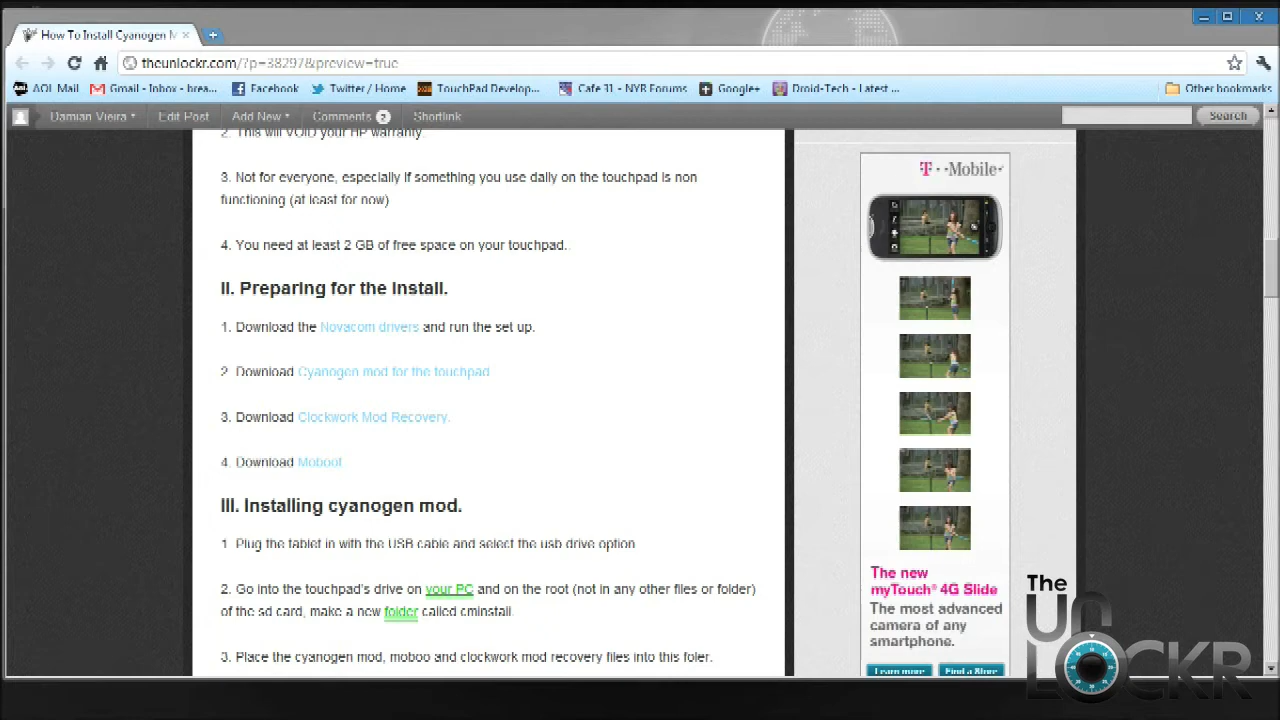 How To Install Cyanogen M
theunlockr.com/?p=38297&preview=true
AOL Mail
Gmail - Inbox - brea...
Facebook
Twitter / Home
TouchPad Develop...
Cafe 31 - NYR Forums
Google+
Droid-Tech - Latest ...
Other bookmarks
Damian Vieira
Edit Post
Add New
Comments 2
Shortlink
Search
2. This will VOID your HP warranty.
3. Not for everyone, especially if something you use daily on the touchpad is non
functioning (at least for now)
4. You need at least 2 GB of free space on your touchpad.
II. Preparing for the install.
1. Download the Novacom drivers and run the set up.
2. Download Cyanogen mod for the touchpad
3. Download Clockwork Mod Recovery.
4. Download Moboot
III. Installing cyanogen mod.
1. Plug the tablet in with the USB cable and select the usb drive option
2. Go into the touchpad's drive on your PC and on the root (not in any other files or folder)
of the sd card, make a new folder called cminstall.
3. Place the cyanogen mod, moboo and clockwork mod recovery files into this foler.
T··Mobile
The new
myTouch® 4G Slide
The most advanced
camera of any
smartphone.
Learn more
Find a Store
The
UNLOCKR